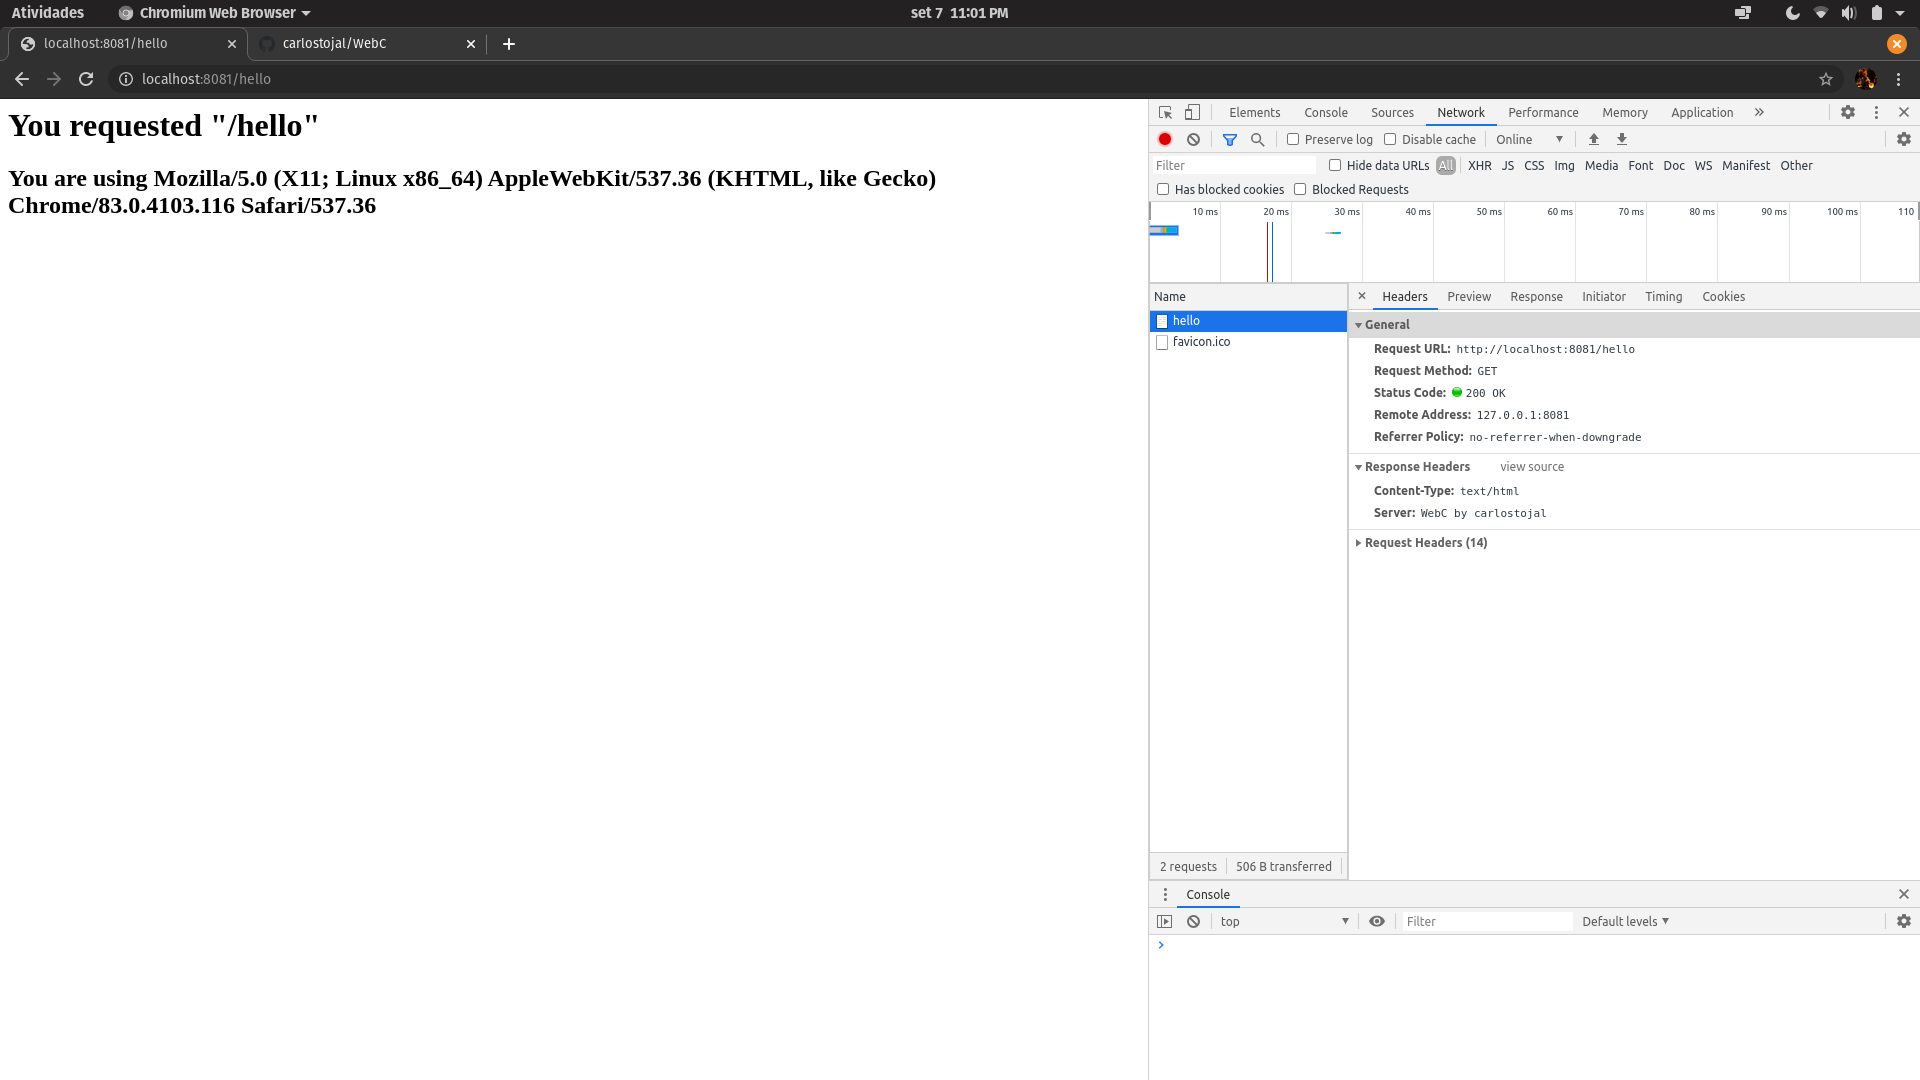 Atividades
Chromium Web Browser
set 7 11:01 PM
localhost:8081/hello
carlostojal/WebC
localhost:8081/hello
You requested "/hello"
You are using Mozilla/5.0 (X11; Linux x86_64) AppleWebKit/537.36 (KHTML, like Gecko)
Chrome/83.0.4103.116 Safari/537.36
Elements Console Sources Network Performance Memory Application
Preserve log Disable cache Online
Filter Hide data URLs All XHR JS CSS Img Media Font Doc WS Manifest Other
Has blocked cookies Blocked Requests
10 ms 20 ms 30 ms 40 ms 50 ms 60 ms 70 ms 80 ms 90 ms 100 ms 110
Name
hello
favicon.ico
Headers Preview Response Initiator Timing Cookies
General
Request URL: http://localhost:8081/hello
Request Method: GET
Status Code: 200 OK
Remote Address: 127.0.0.1:8081
Referrer Policy: no-referrer-when-downgrade
Response Headers view source
Content-Type: text/html
Server: WebC by carlostojal
Request Headers (14)
2 requests 506 B transferred
Console
top Filter Default levels